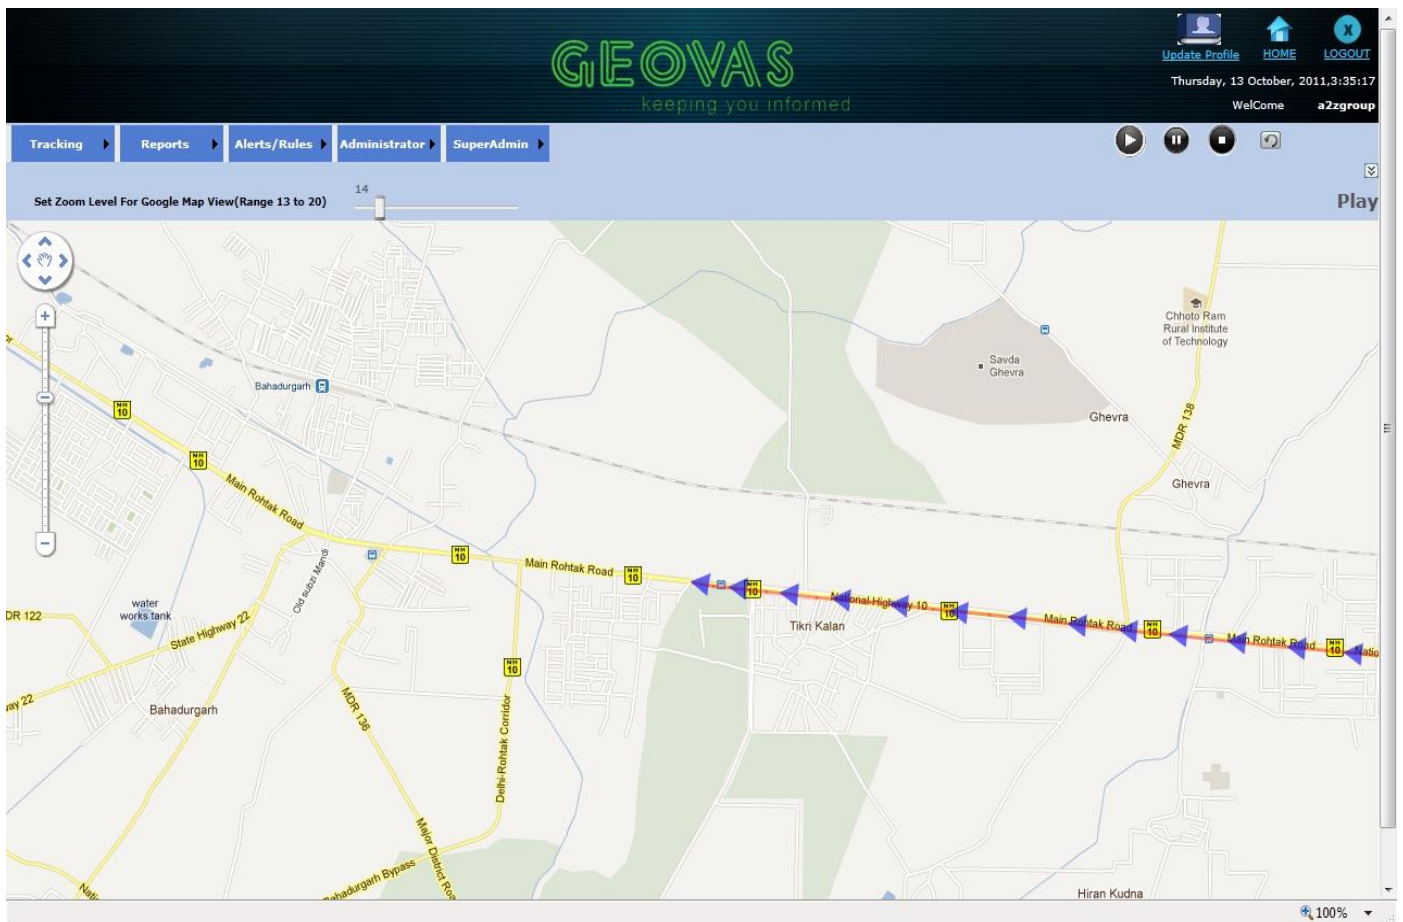 GEOVAS
....keeping you informed
Update Profile HOME LOGOUT
Thursday, 13 October, 2011,3:35:17
WelCome a2zgroup
Tracking Reports Alerts/Rules Administrator SuperAdmin
14
Set Zoom Level For Google Map View(Range 13 to 20)
Play
Chhoto Ram
Rural Institute
of Technology
Savda
Ghevra
Bahadurgarh
NH
10
Ghevra
MDR 138
NH
10
Ghevra
Main Rohtak Road
NH
10
Main Rohtak Road
NH
10
Old subzi Mandi
NH
10
National Highway 10
NH
10
Main Rohtak Road
NH
10
Main Rohtak Road
NH
10
Natio
water
works tank
DR 122
State Highway 22
Tikri Kalan
NH
10
way 22
Bahadurgarh
MDR 136
Delhi-Rohtak Corridor
Major District Roa
Bahadurgarh Bypass
Natio
Hiran Kudna
100%